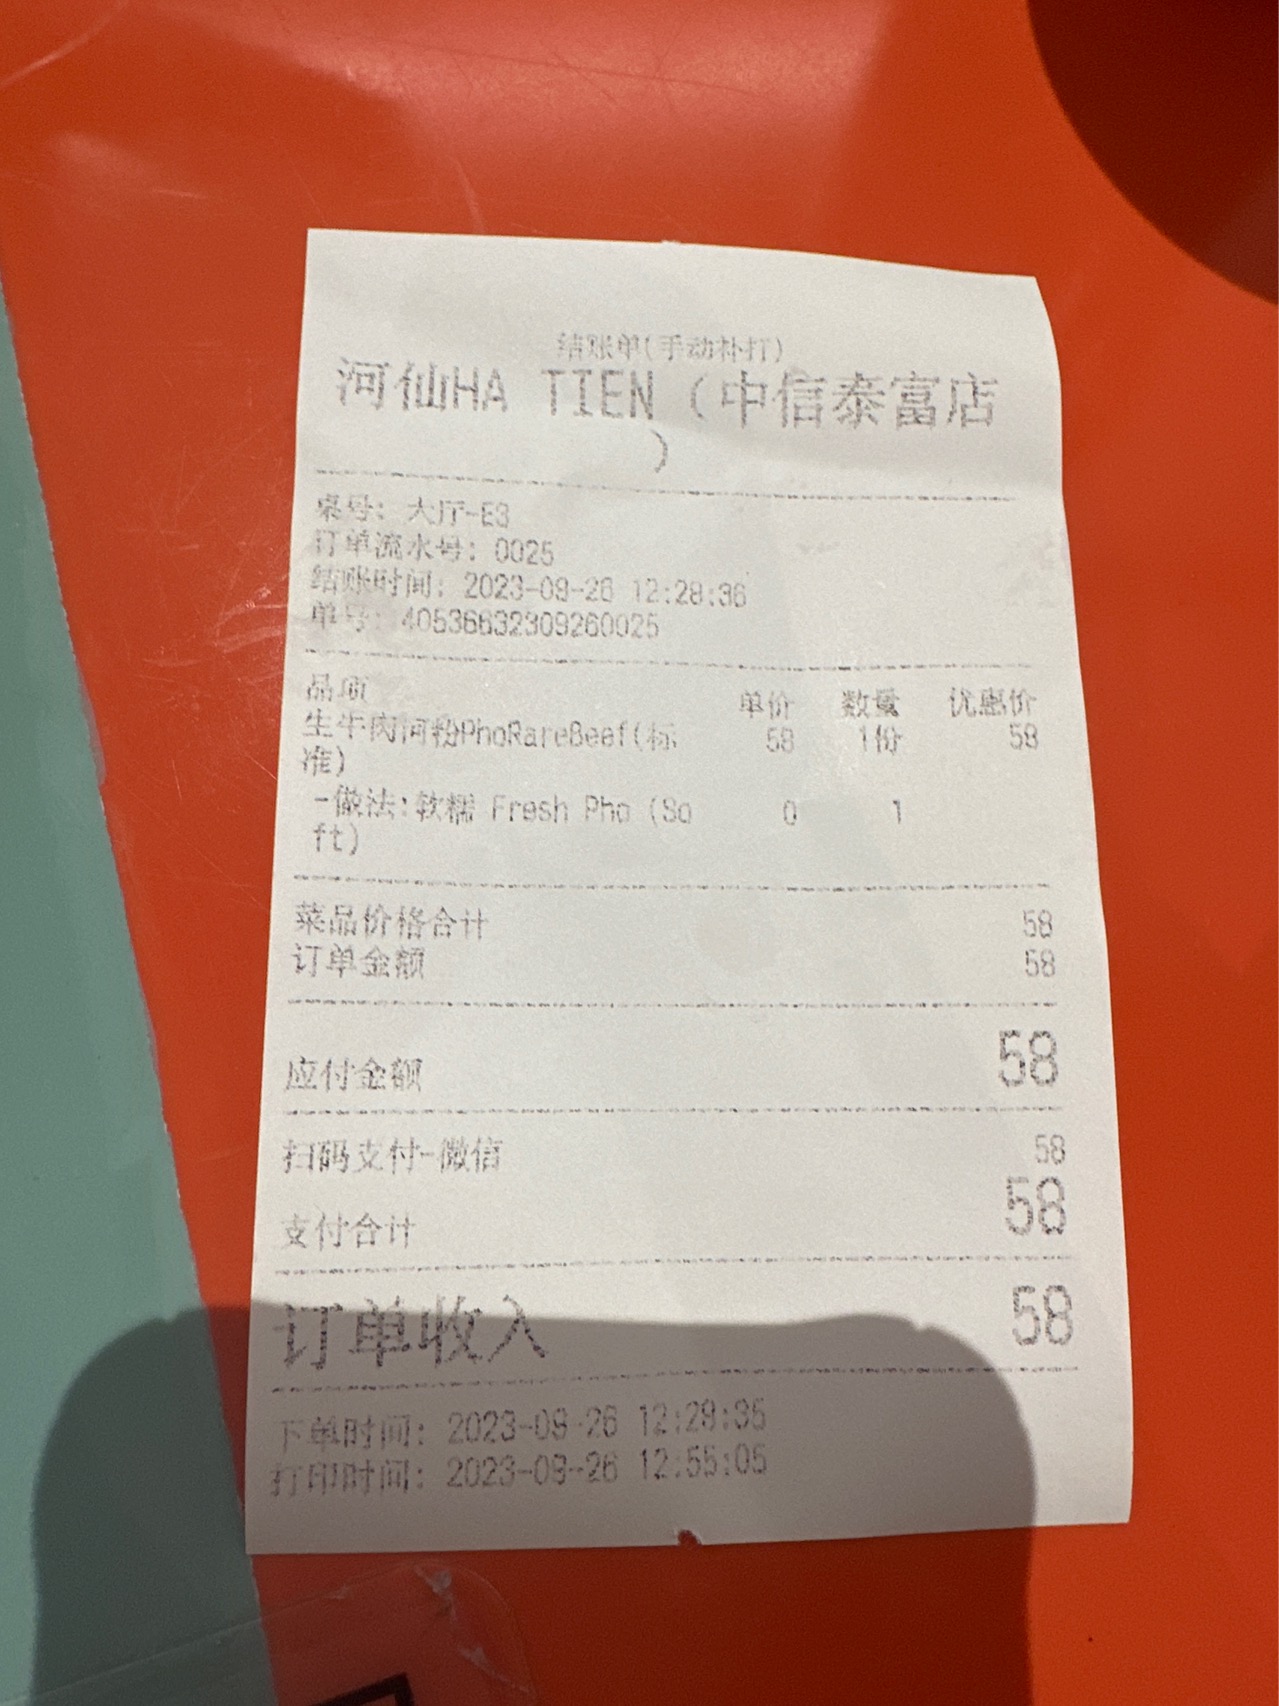 结账单(手动补打)
河仙HA TIEN (中信泰富店
)
桌号: 大厅-E3
订单流水号: 0025
结账时间: 2023-09-26 12:28:36
单号: 40536632309260025
品项 单价 数量 优惠价
生牛肉河粉PhoRareBeef(标 58 1份 58
准)
-做法:软糯 Fresh Pho (So 0 1
ft)
菜品价格合计 58
订单金额 58
应付金额 58
扫码支付-微信 58
支付合计 58
订单收入 58
下单时间: 2023-09-26 12:28:35
打印时间: 2023-09-26 12:55:05